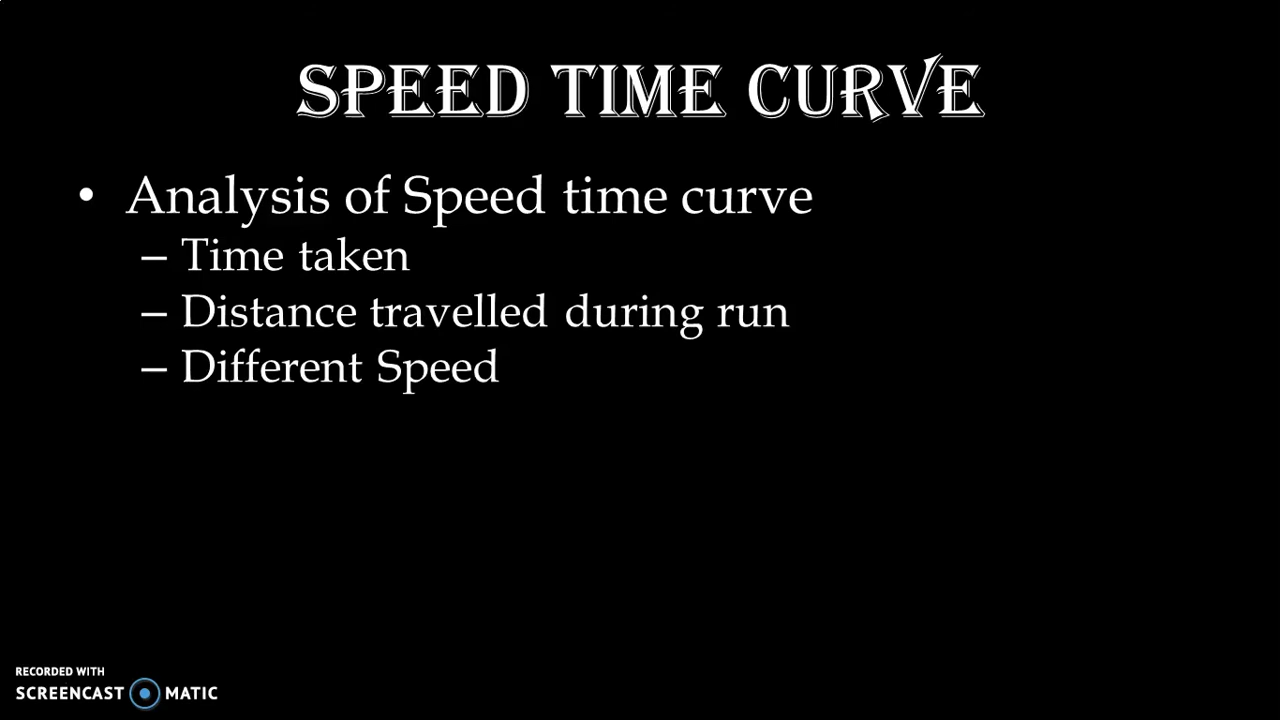 SPEED TIME CURVE
• Analysis of Speed time curve
– Time taken
– Distance travelled during run
– Different Speed
RECORDED WITH
SCREENCAST MATIC